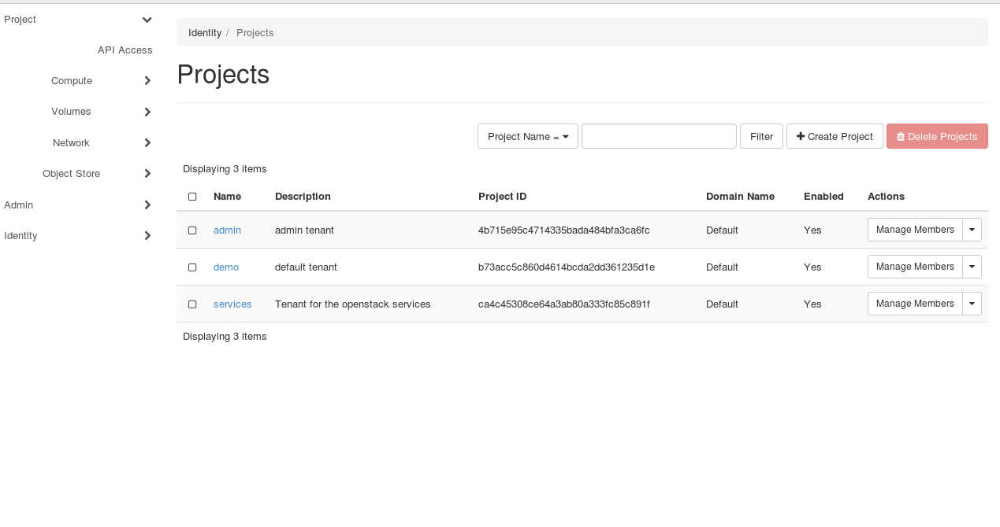 Project
API Access
Compute
Volumes
Network
Object Store
Admin
Identity
Identity / Projects
Projects
Project Name = Filter Create Project Delete Projects
Displaying 3 items
Name Description Project ID Domain Name Enabled Actions
admin admin tenant 4b715e95c4714335bada484bfa3ca6fc Default Yes Manage Members
demo default tenant b73acc5c860d4614bcda2dd361235d1e Default Yes Manage Members
services Tenant for the openstack services ca4c45308ce64a3ab80a333fc85c891f Default Yes Manage Members
Displaying 3 items